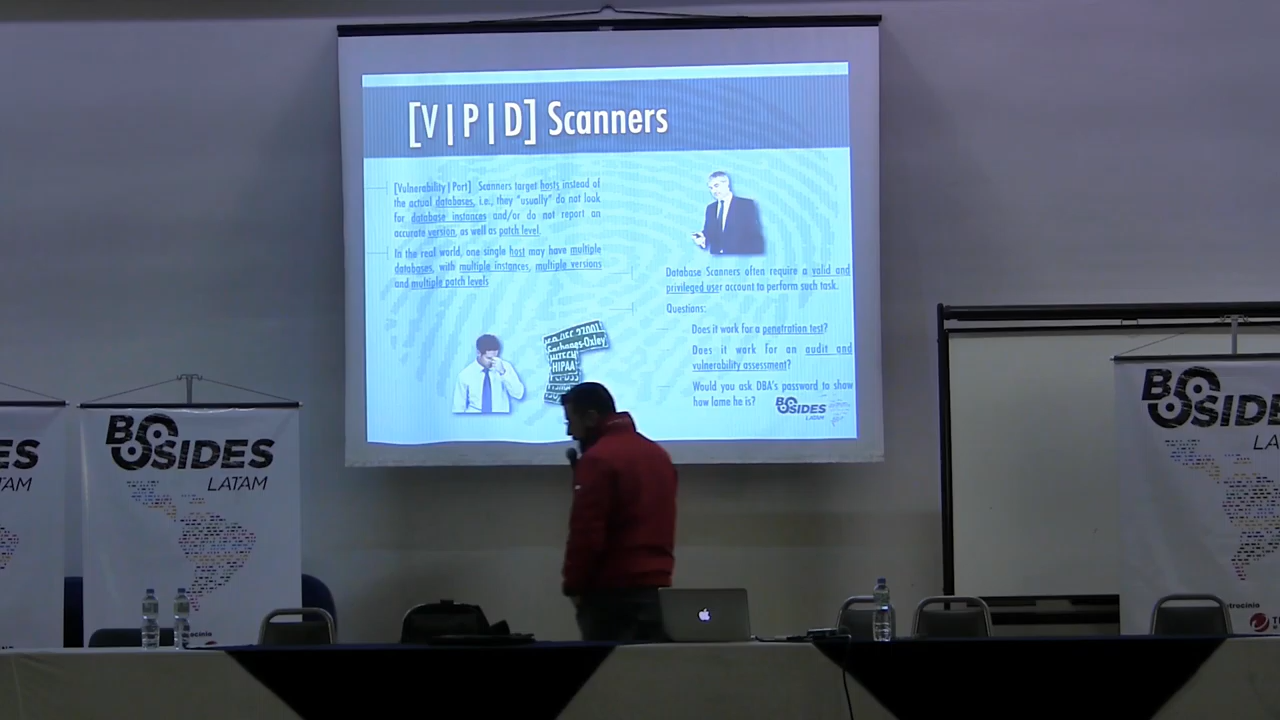 [V|P|D] Scanners
[Vulnerability|Port] Scanners target hosts instead of
the actual databases, i.e., they "usually" do not look
for database instances and/or do not report an
accurate version, as well as patch level.
In the real world, one single host may have multiple
databases, with multiple instances, multiple versions
and multiple patch levels
Sarbanes-Oxley
HITECH
HIPAA
Database Scanners often require a valid and
privileged user account to perform such task.
Questions:
Does it work for a penetration test?
Does it work for an audit and
vulnerability assessment?
Would you ask DBA's password to show
how lame he is?
BSIDES
LATAM
ES
TAM
BSIDES
LATAM
BSIDE
LA